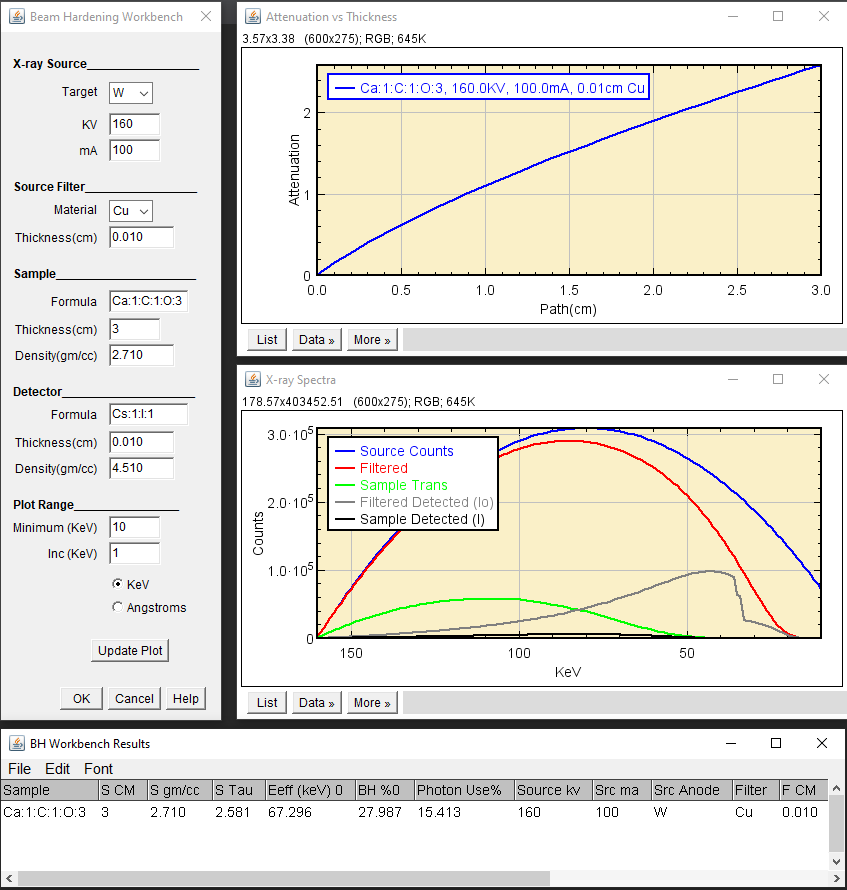 Beam Hardening Workbench
X-ray Source
Target W
KV 160
mA 100
Source Filter
Material Cu
Thickness(cm) 0.010
Sample
Formula Ca:1:C:1:O:3
Thickness(cm) 3
Density(gm/cc) 2.710
Detector
Formula Cs:1:I:1
Thickness(cm) 0.010
Density(gm/cc) 4.510
Plot Range
Minimum (KeV) 10
Inc (KeV) 1
KeV
Angstroms
Update Plot
OK Cancel Help
Attenuation vs Thickness
3.57x3.38 (600x275); RGB; 645K
Ca:1:C:1:O:3, 160.0KV, 100.0mA, 0.01cm Cu
2
1
0
Attenuation
0.0 0.5 1.0 1.5 2.0 2.5 3.0
Path(cm)
List Data » More »
X-ray Spectra
178.57x403452.51 (600x275); RGB; 645K
3.0·10^5
2.0·10^5
1.0·10^5
0
Counts
Source Counts
Filtered
Sample Trans
Filtered Detected (Io)
Sample Detected (I)
150 100 50
KeV
List Data » More »
BH Workbench Results
File Edit Font
Sample S CM S gm/cc S Tau Eeff (keV) 0 BH %0 Photon Use% Source kv Src ma Src Anode Filter F CM
Ca:1:C:1:O:3 3 2.710 2.581 67.296 27.987 15.413 160 100 W Cu 0.010